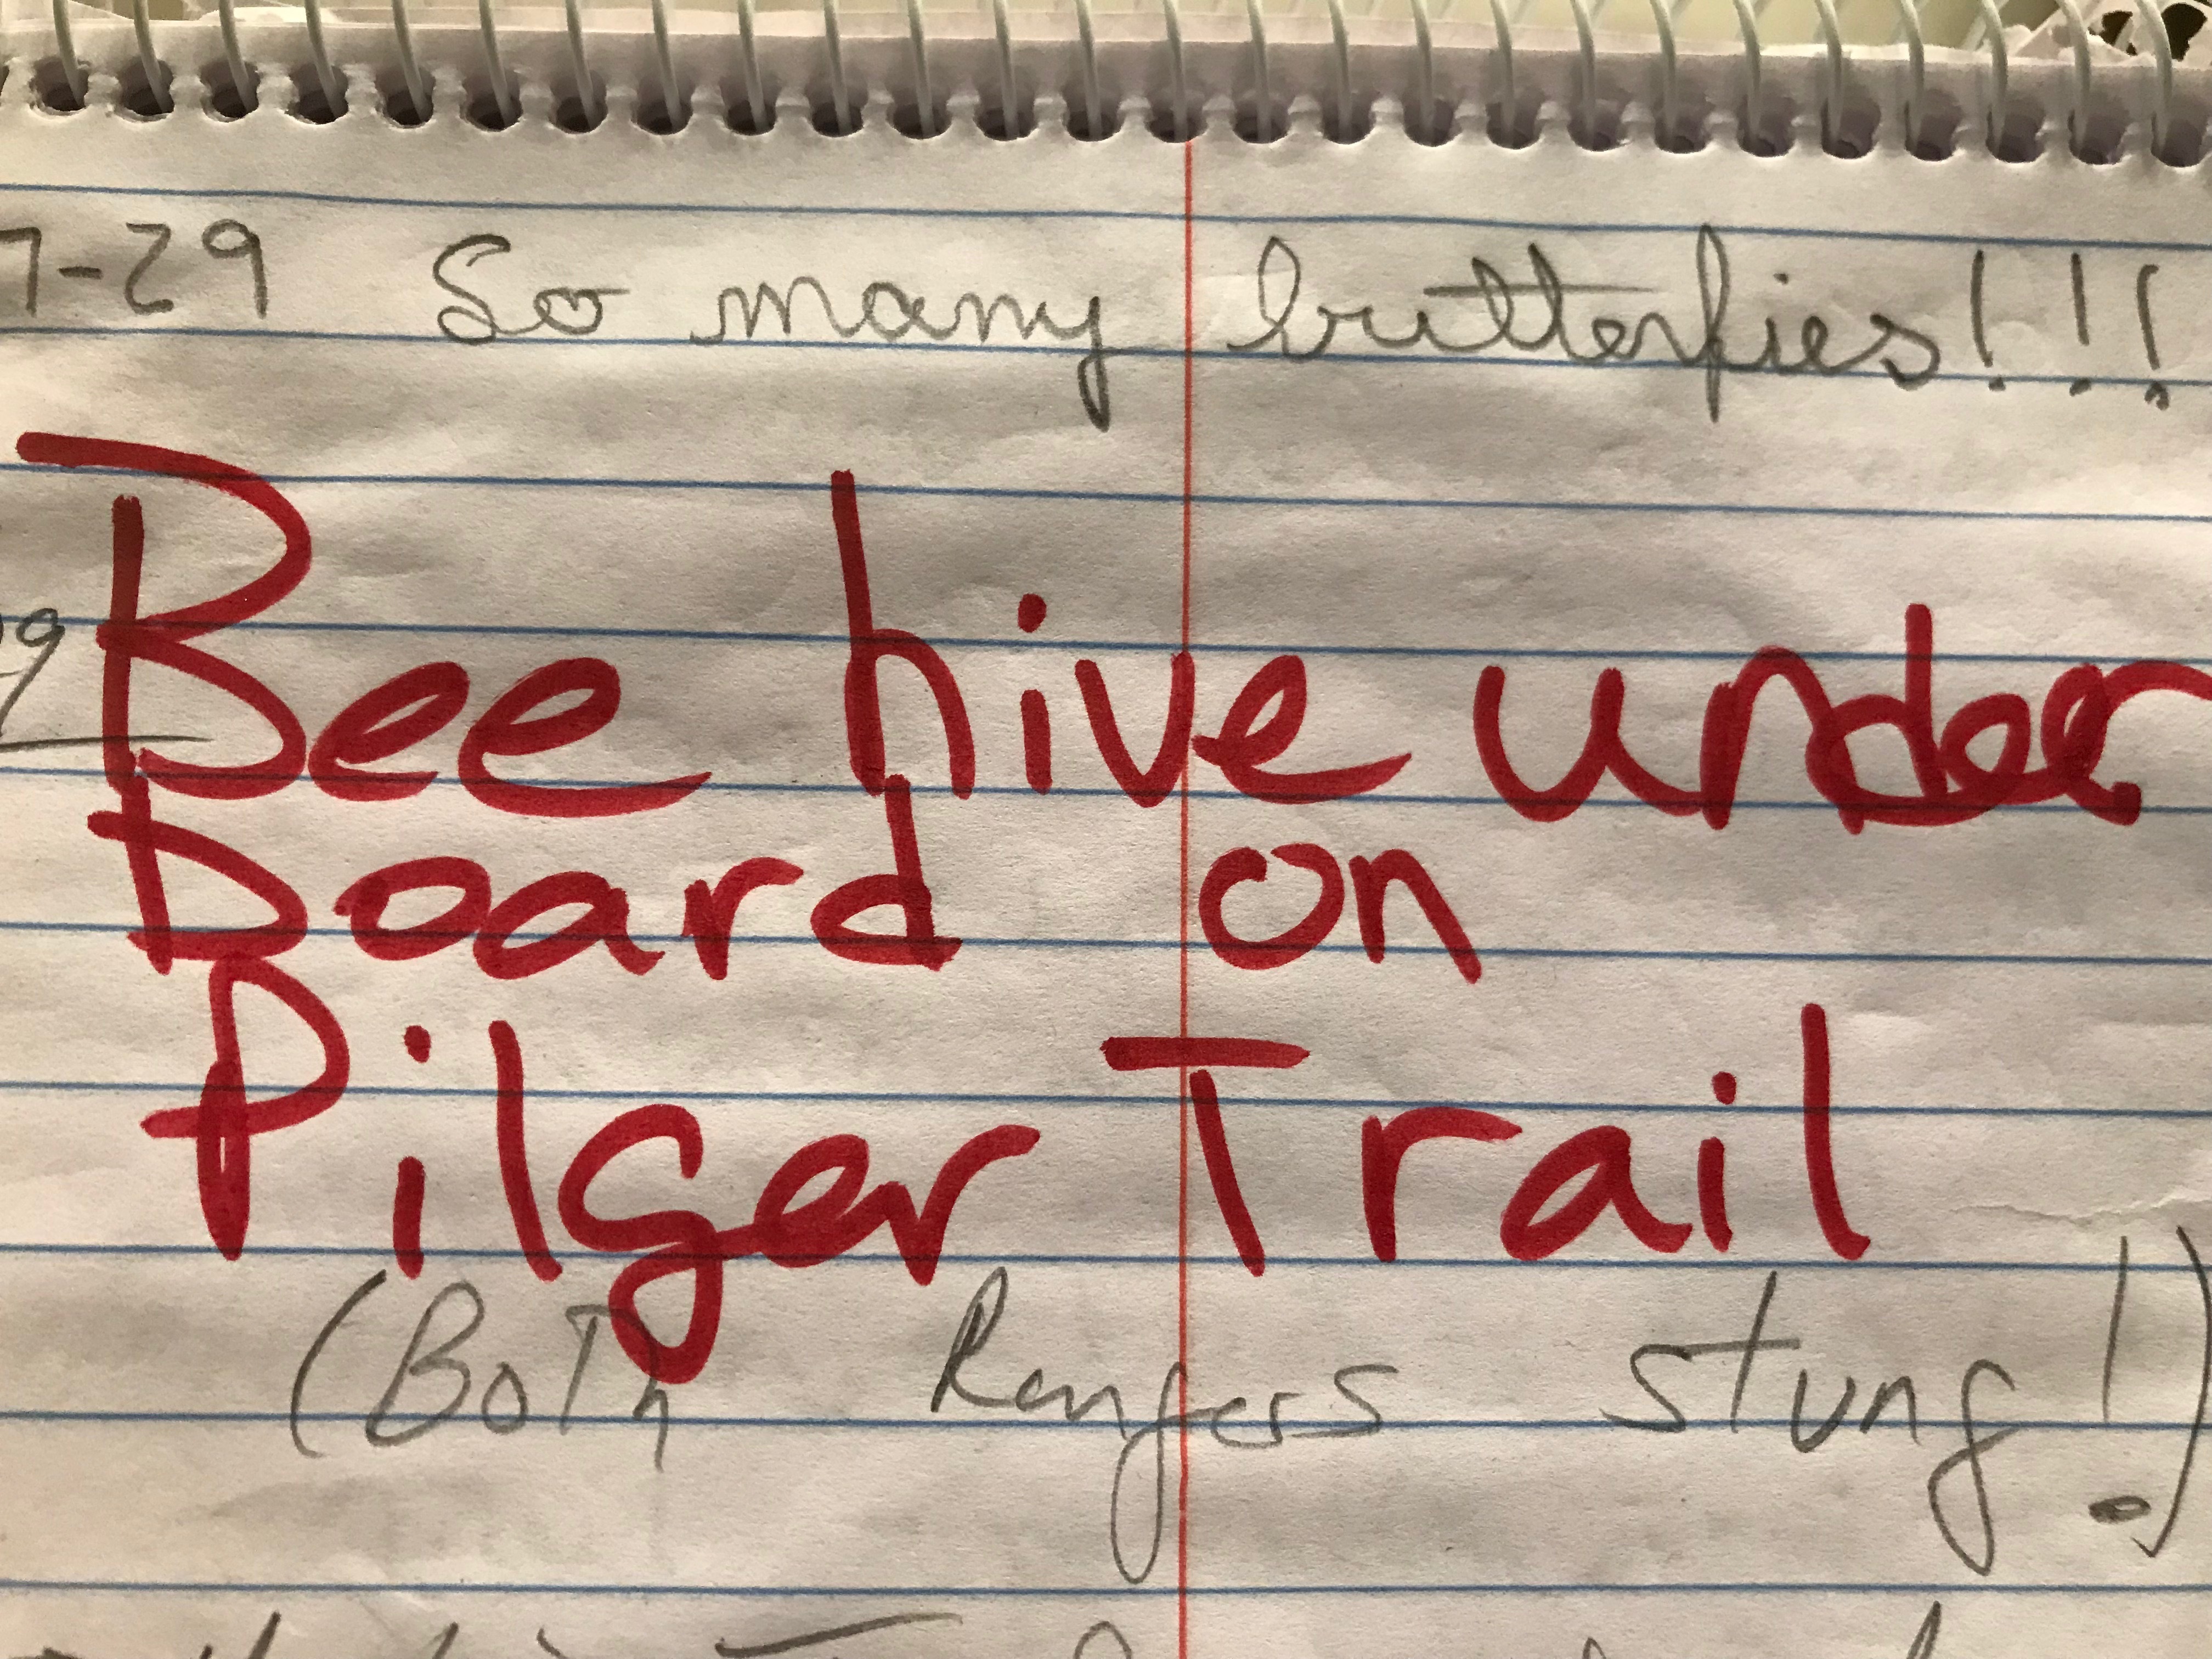 7-29 So many butterfies!!!
Bee hive under
board on
Pilger Trail
(Both Rangers stung!)